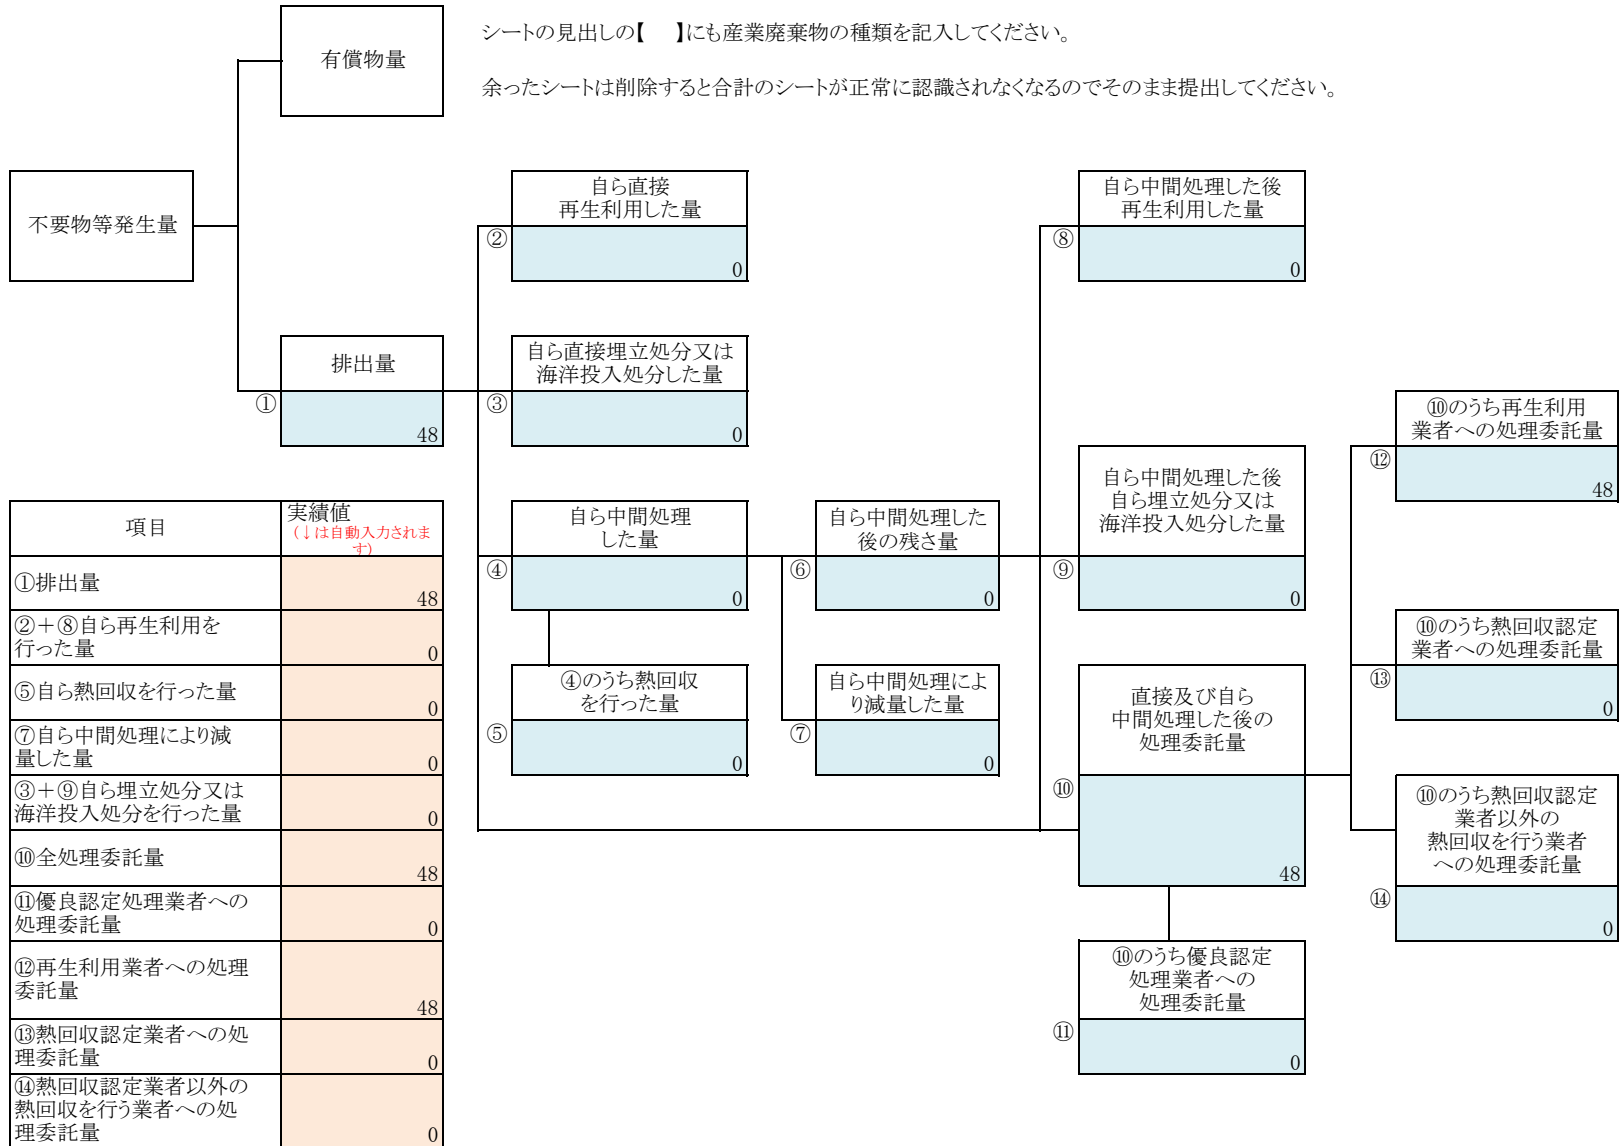 シートの見出しの【　】にも産業廃棄物の種類を記入してください。
余ったシートは削除すると合計のシートが正常に認識されなくなるのでそのまま提出してください。
有償物量
不要物等発生量
排出量
①
48
自ら直接
再生利用した量
②
0
自ら直接埋立処分又は
海洋投入処分した量
③
0
自ら中間処理
した量
④
0
④のうち熱回収
を行った量
⑤
0
自ら中間処理した
後の残さ量
⑥
0
自ら中間処理によ
り減量した量
⑦
0
自ら中間処理した後
再生利用した量
⑧
0
自ら中間処理した後
自ら埋立処分又は
海洋投入処分した量
⑨
0
直接及び自ら
中間処理した後の
処理委託量
⑩
48
⑩のうち優良認定
処理業者への
処理委託量
⑪
0
⑩のうち再生利用
業者への処理委託量
⑫
48
⑩のうち熱回収認定
業者への処理委託量
⑬
0
⑩のうち熱回収認定
業者以外の
熱回収を行う業者
への処理委託量
⑭
0
項目
実績値
（↓は自動入力されま
す）
①排出量
48
②＋⑧自ら再生利用を
行った量
0
⑤自ら熱回収を行った量
0
⑦自ら中間処理により減
量した量
0
③＋⑨自ら埋立処分又は
海洋投入処分を行った量
0
⑩全処理委託量
48
⑪優良認定処理業者への
処理委託量
0
⑫再生利用業者への処理
委託量
48
⑬熱回収認定業者への処
理委託量
0
⑭熱回収認定業者以外の
熱回収を行う業者への処
理委託量
0